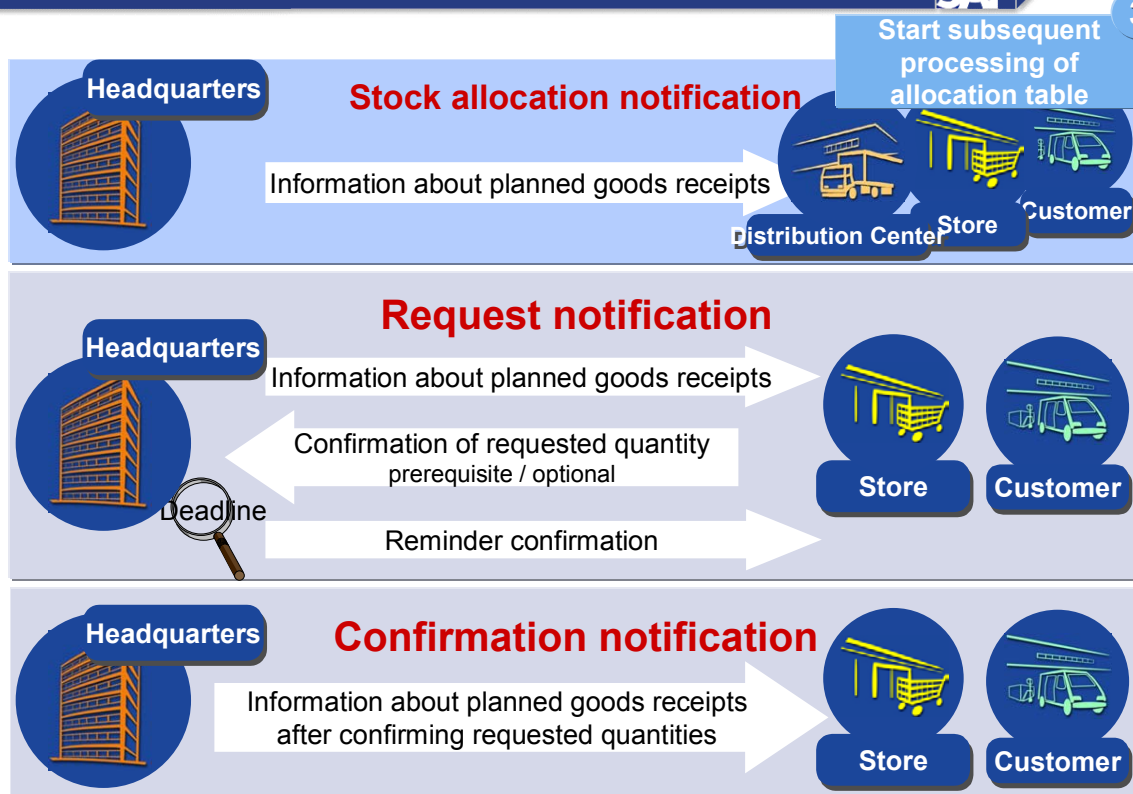 SAP
Start subsequent
processing of
allocation table
3
Headquarters
Stock allocation notification
Information about planned goods receipts
Distribution Center
Store
Customer
Request notification
Headquarters
Information about planned goods receipts
Confirmation of requested quantity
prerequisite / optional
Deadline
Reminder confirmation
Store
Customer
Headquarters
Confirmation notification
Information about planned goods receipts
after confirming requested quantities
Store
Customer